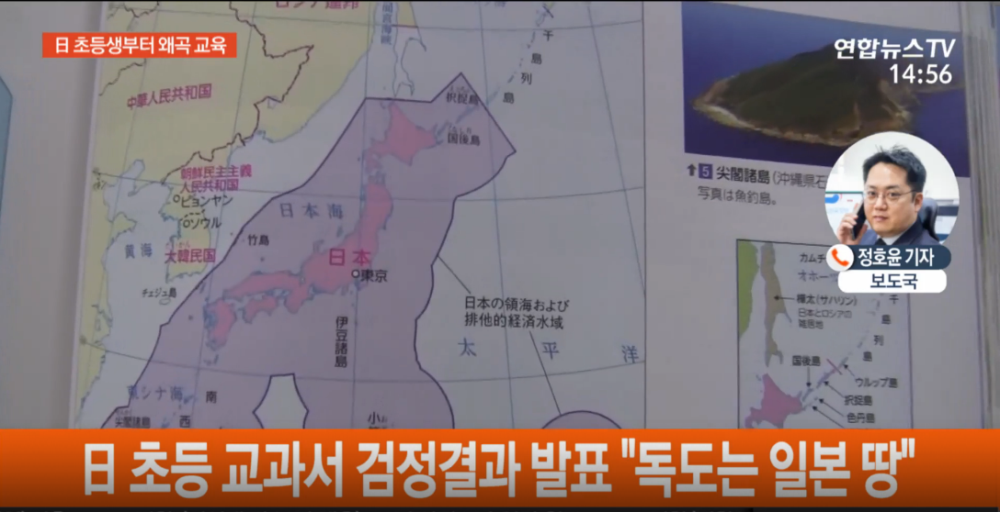 日 초등생부터 왜곡 교육
연합뉴스TV
14:56
中華人民共和国
朝鮮民主主義
人民共和国
ピョンヤン
ソウル
黄海
大韓民国
チェジュ島
日本海
竹島
日本
東京
択捉島
国後島
千島列島
日本の領海および
排他的経済水域
伊豆諸島
太平洋
東シナ海
南西
尖閣諸島
小
5 尖閣諸島(沖縄県石
写真は魚釣島。
カムチ
オホー
樺太(サハリン)
日本とロシアの
雑居地
千島列島
国後島
ウルップ島
択捉島
色丹島
정호윤 기자
보도국
日 초등 교과서 검정결과 발표 "독도는 일본 땅"